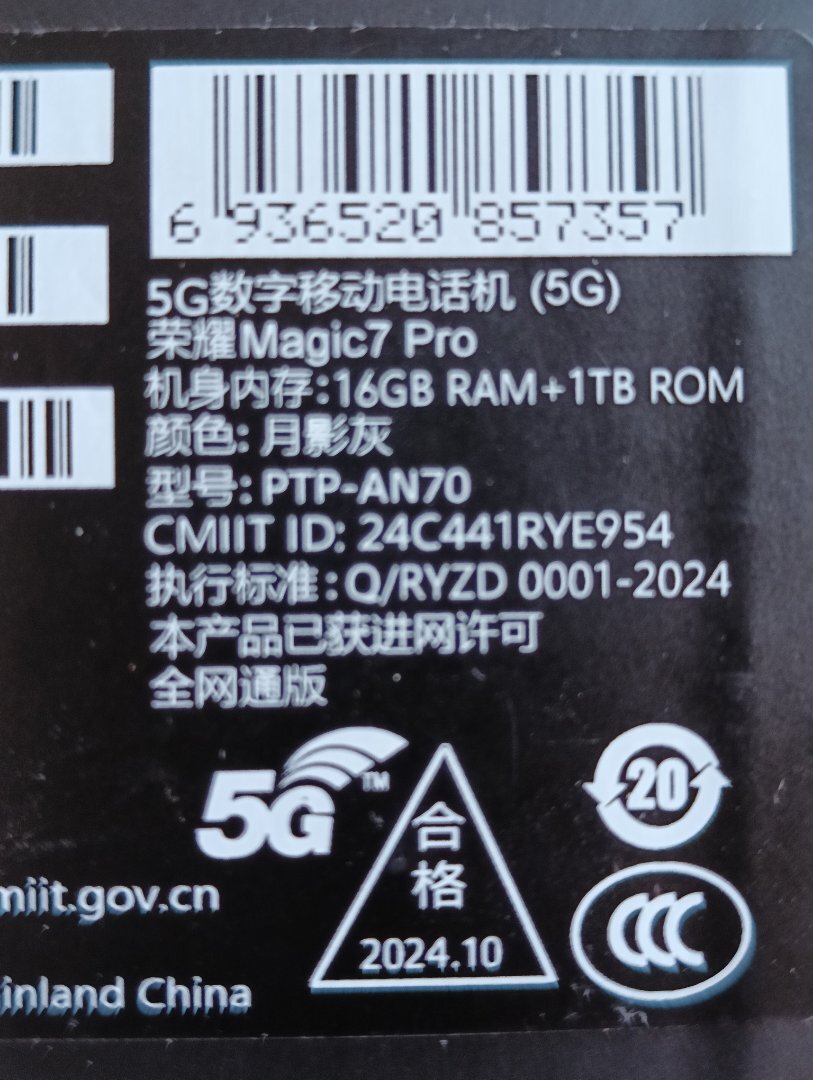 6 936520 857357
5G数字移动电话机 (5G)
荣耀Magic7 Pro
机身内存:16GB RAM+1TB ROM
颜色: 月影灰
型号: PTP-AN70
CMIIT ID: 24C441RYE954
执行标准: Q/RYZD 0001-2024
本产品已获进网许可
全网通版
5G TM
合格
2024.10
20
CCC
miit.gov.cn
inland China